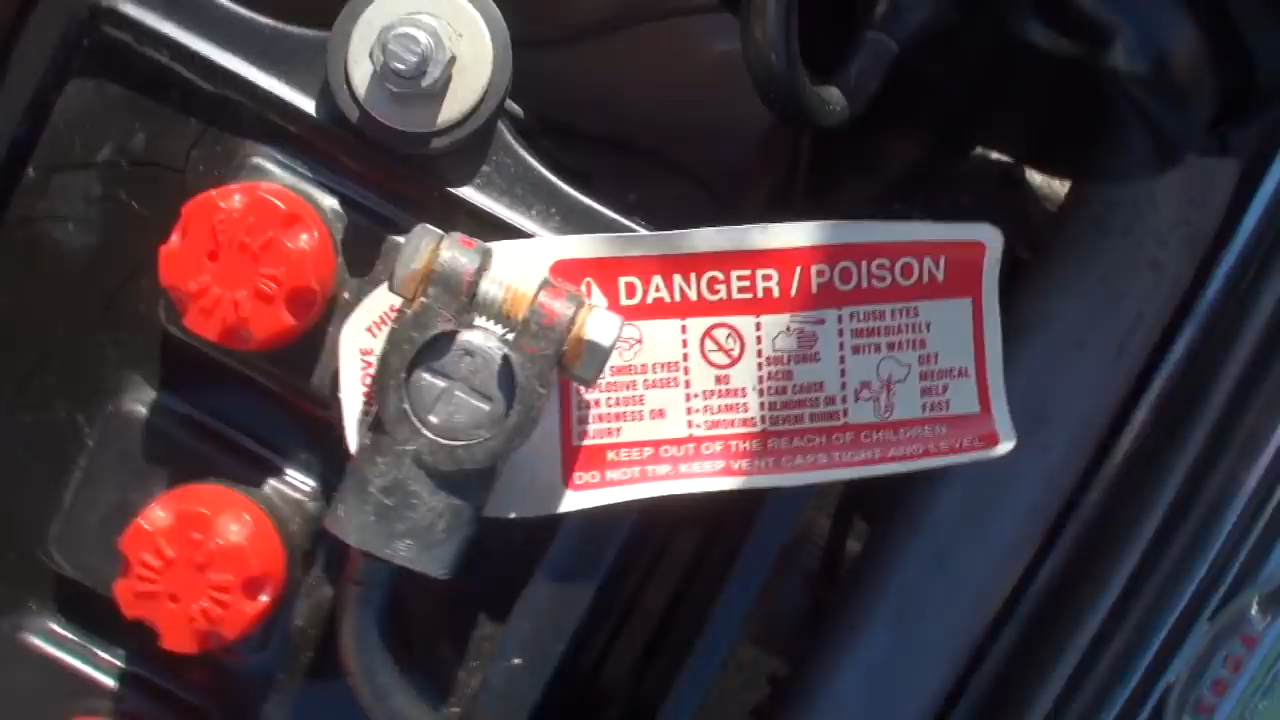 MOVE THIS
DANGER / POISON
SHIELD EYES
EXPLOSIVE GASES
CAN CAUSE
BLINDNESS OR
INJURY
NO
• SPARKS
• FLAMES
• SMOKING
SULFURIC
ACID
CAN CAUSE
BLINDNESS OR
SEVERE BURNS
FLUSH EYES
IMMEDIATELY
WITH WATER
GET
MEDICAL
HELP
FAST
KEEP OUT OF THE REACH OF CHILDREN
DO NOT TIP. KEEP VENT CAPS TIGHT AND LEVEL